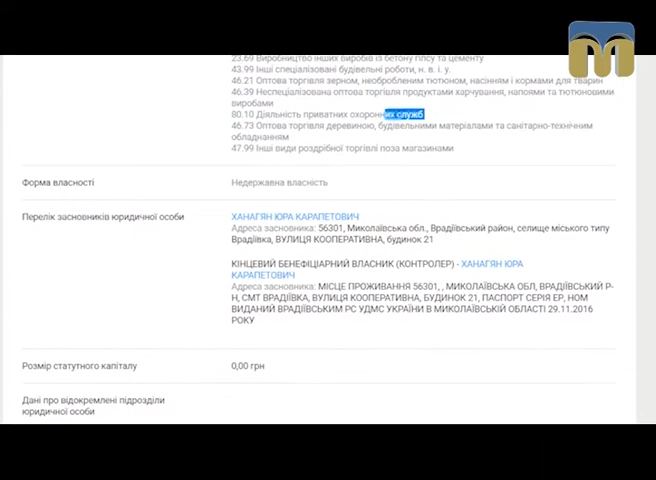 23.69 Виробництво інших виробів із бетону гіпсу та цементу
43.99 Інші спеціалізовані будівельні роботи, н. в. і. у.
46.21 Оптова торгівля зерном, необробленим тютюном, насінням і кормами для тварин
46.39 Неспеціалізована оптова торгівля продуктами харчування, напоями та тютюновими
виробами
80.10 Діяльність приватних охоронних служб
46.73 Оптова торгівля деревиною, будівельними матеріалами та санітарно-технічним
обладнанням
47.99 Інші види роздрібної торгівлі поза магазинами
Форма власності
Недержавна власність
Перелік засновників юридичної особи
ХАНАГЯН ЮРА КАРАПЕТОВИЧ
Адреса засновника: 56301, Миколаївська обл., Врадіївський район, селище міського типу
Врадіївка, ВУЛИЦЯ КООПЕРАТИВНА, будинок 21
КІНЦЕВИЙ БЕНЕФІЦІАРНИЙ ВЛАСНИК (КОНТРОЛЕР) - ХАНАГЯН ЮРА
КАРАПЕТОВИЧ
Адреса засновника: МІСЦЕ ПРОЖИВАННЯ 56301, , МИКОЛАЇВСЬКА ОБЛ, ВРАДІЇВСЬКИЙ Р-
Н, СМТ ВРАДІЇВКА, ВУЛИЦЯ КООПЕРАТИВНА, БУДИНОК 21, ПАСПОРТ СЕРІЯ ЕР, НОМ
ВИДАНИЙ ВРАДІЇВСЬКИМ РС УДМС УКРАЇНИ В МИКОЛАЇВСЬКІЙ ОБЛАСТІ 29.11.2016
РОКУ
Розмір статутного капіталу
0,00 грн
Дані про відокремлені підрозділи
юридичної особи